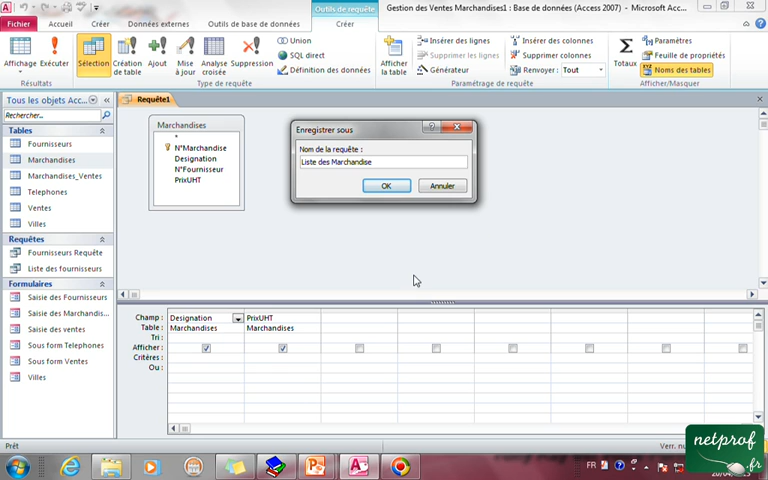 Outils de requête
Gestion des Ventes Marchandises1 : Base de données (Access 2007) - Microsoft Acc...
Fichier
Accueil
Créer
Données externes
Outils de base de données
Créer
Affichage
Exécuter
Sélection
Création de table
Ajout
Mise à jour
Analyse croisée
Suppression
Union
SQL direct
Définition des données
Afficher la table
Insérer des lignes
Supprimer les lignes
Générateur
Insérer des colonnes
Supprimer colonnes
Renvoyer : Tout
Totaux
Paramètres
Feuille de propriétés
Noms des tables
Résultats
Type de requête
Paramétrage de requête
Afficher/Masquer
Tous les objets Acc...
Rechercher...
Tables
Fournisseurs
Marchandises
Marchandises_Ventes
Telephones
Ventes
Villes
Requêtes
Fournisseurs Requête
Liste des fournisseurs
Formulaires
Saisie des Fournisseurs
Saisie des Marchandis...
Saisie des ventes
Sous form Telephones
Sous form Ventes
Villes
Requête1
Marchandises
*
N°Marchandise
Designation
N°Fournisseur
PrixUHT
Enregistrer sous
Nom de la requête :
Liste des Marchandise
OK
Annuler
Champ : Designation PrixUHT
Table : Marchandises Marchandises
Tri :
Afficher :
Critères :
Ou :
Prêt
Verr. nu
FR
netprof
.fr